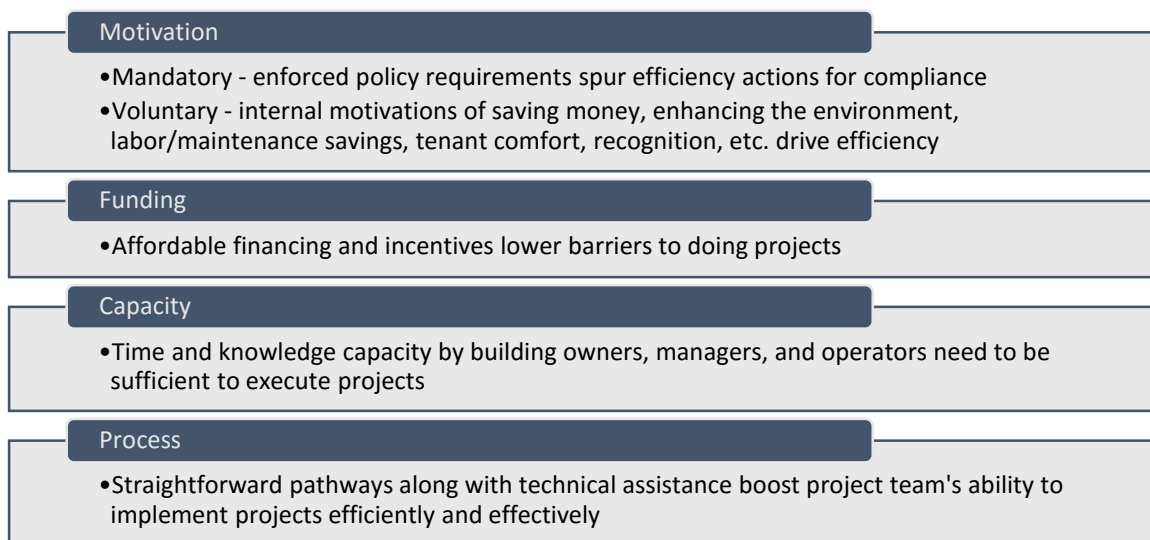 Motivation
•Mandatory - enforced policy requirements spur efficiency actions for compliance
•Voluntary - internal motivations of saving money, enhancing the environment,
labor/maintenance savings, tenant comfort, recognition, etc. drive efficiency
Funding
•Affordable financing and incentives lower barriers to doing projects
Capacity
•Time and knowledge capacity by building owners, managers, and operators need to be
sufficient to execute projects
Process
•Straightforward pathways along with technical assistance boost project team's ability to
implement projects efficiently and effectively